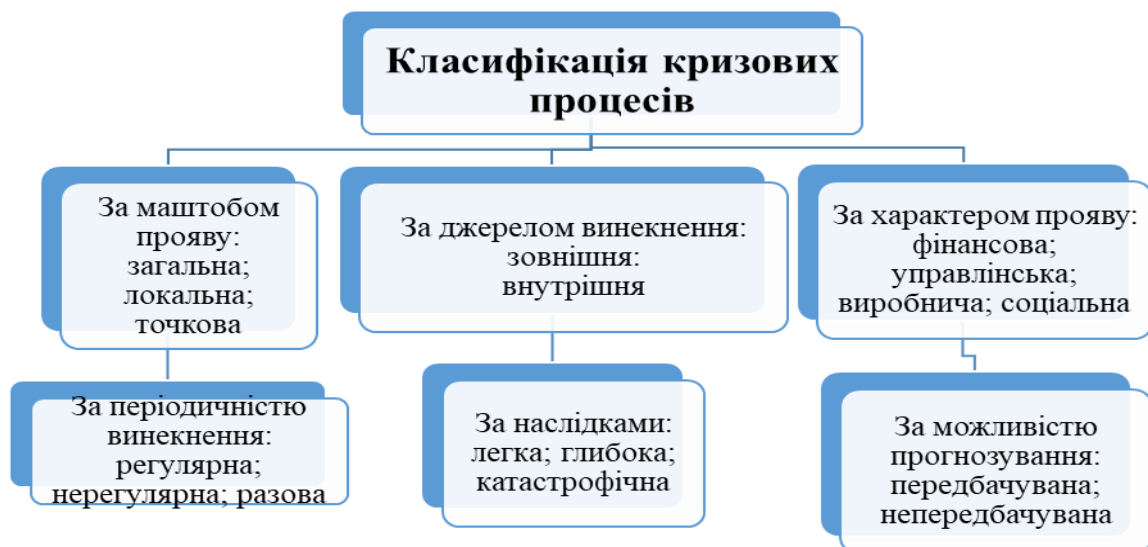 Класифікація кризових
процесів
За маштобом
прояву:
загальна;
локальна;
точкова
За джерелом винекнення:
зовнішня:
внутрішня
За характером прояву:
фінансова;
управлінська;
виробнича; соціальна
За періодичністю
винекнення:
регулярна;
нерегулярна; разова
За наслідками:
легка; глибока;
катастрофічна
За можливістю
прогнозування:
передбачувана;
непередбачувана